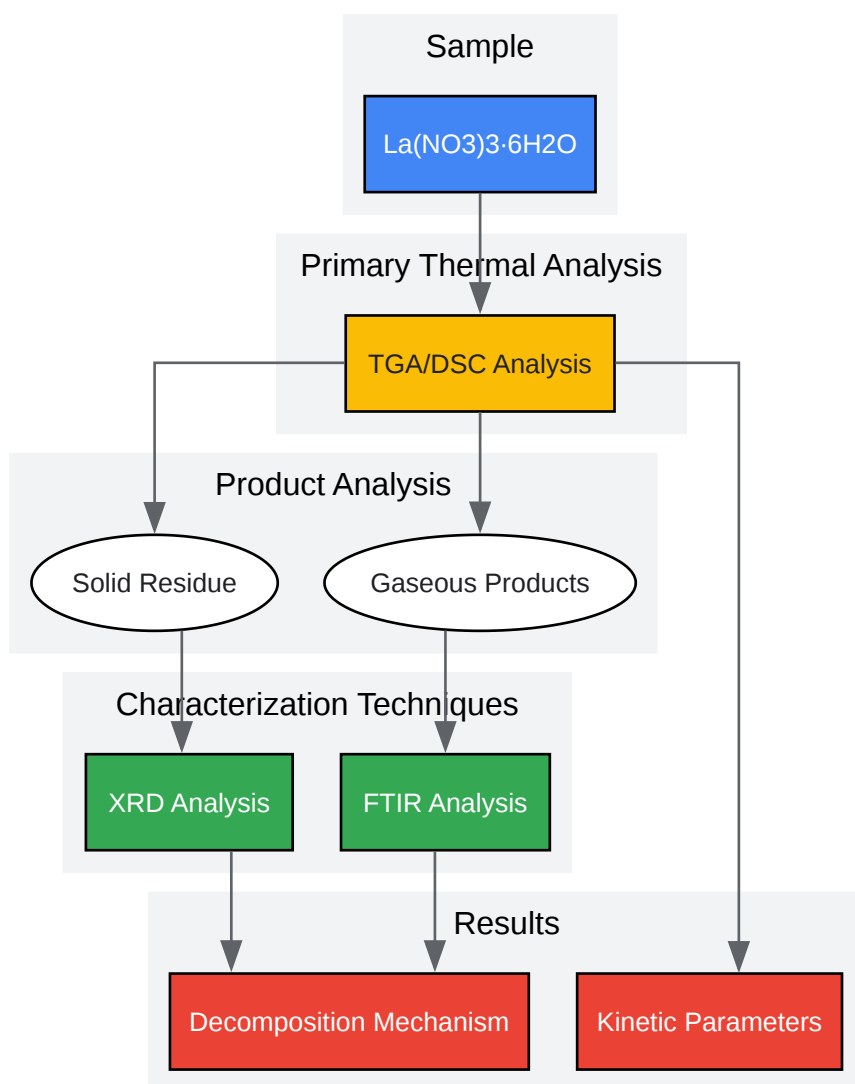 Sample
La(NO3)3·6H2O
Primary Thermal Analysis
TGA/DSC Analysis
Product Analysis
Solid Residue
Gaseous Products
Characterization Techniques
XRD Analysis
FTIR Analysis
Results
Decomposition Mechanism
Kinetic Parameters